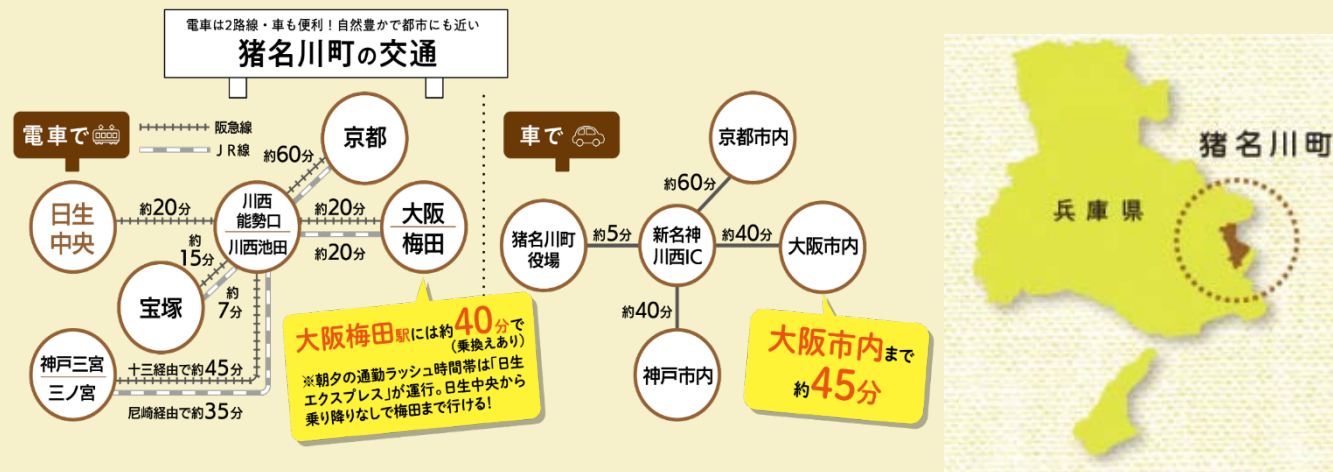 電車は2路線・車も便利！自然豊かで都市にも近い
猪名川町の交通
電車で
阪急線
JR線
京都
約60分
日生
中央
約20分
川西
能勢口
川西池田
約20分
約20分
大阪
梅田
約
15分
約
7分
宝塚
神戸三宮
三ノ宮
十三経由で約45分
尼崎経由で約35分
大阪梅田駅には約40分で
(乗換えあり)
※朝夕の通勤ラッシュ時間帯は「日生
エクスプレス」が運行。日生中央から
乗り降りなしで梅田まで行ける！
車で
京都市内
約60分
猪名川町
役場
約5分
新名神
川西IC
約40分
大阪市内
約40分
神戸市内
大阪市内まで
約45分
猪名川町
兵庫県